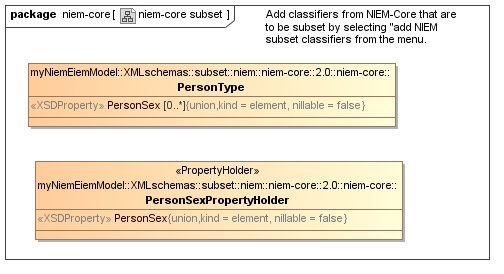 package niem-core [ niem-core subset ]
Add classifiers from NIEM-Core that are
to be subset by selecting "add NIEM
subset classifiers from the menu.
myNiemEiemModel::XMLschemas::subset::niem::niem-core::2.0::niem-core::
PersonType
«XSDProperty» PersonSex [0..*]{union,kind = element, nillable = false}
«PropertyHolder»
myNiemEiemModel::XMLschemas::subset::niem::niem-core::2.0::niem-core::
PersonSexPropertyHolder
«XSDProperty» PersonSex{union,kind = element, nillable = false}